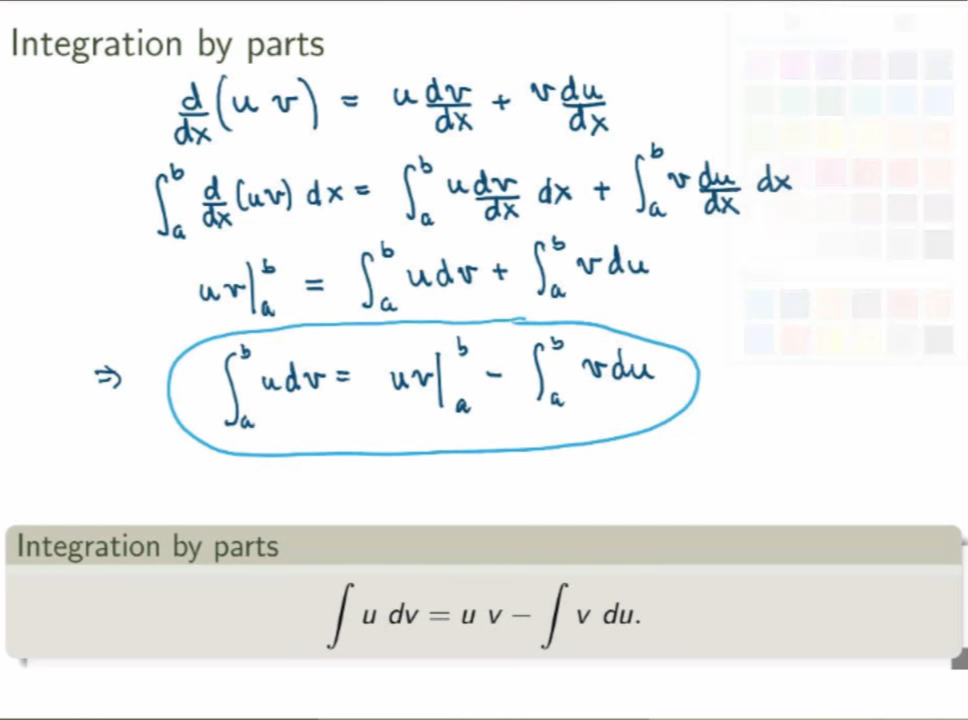 Integration by parts
d/dx (u v) = u dv/dx + v du/dx
∫_a^b d/dx (uv) dx = ∫_a^b u dv/dx dx + ∫_a^b v du/dx dx
uv|_a^b = ∫_a^b u dv + ∫_a^b v du
⇒ ∫_a^b u dv = uv|_a^b - ∫_a^b v du
Integration by parts
∫ u dv = u v − ∫ v du.